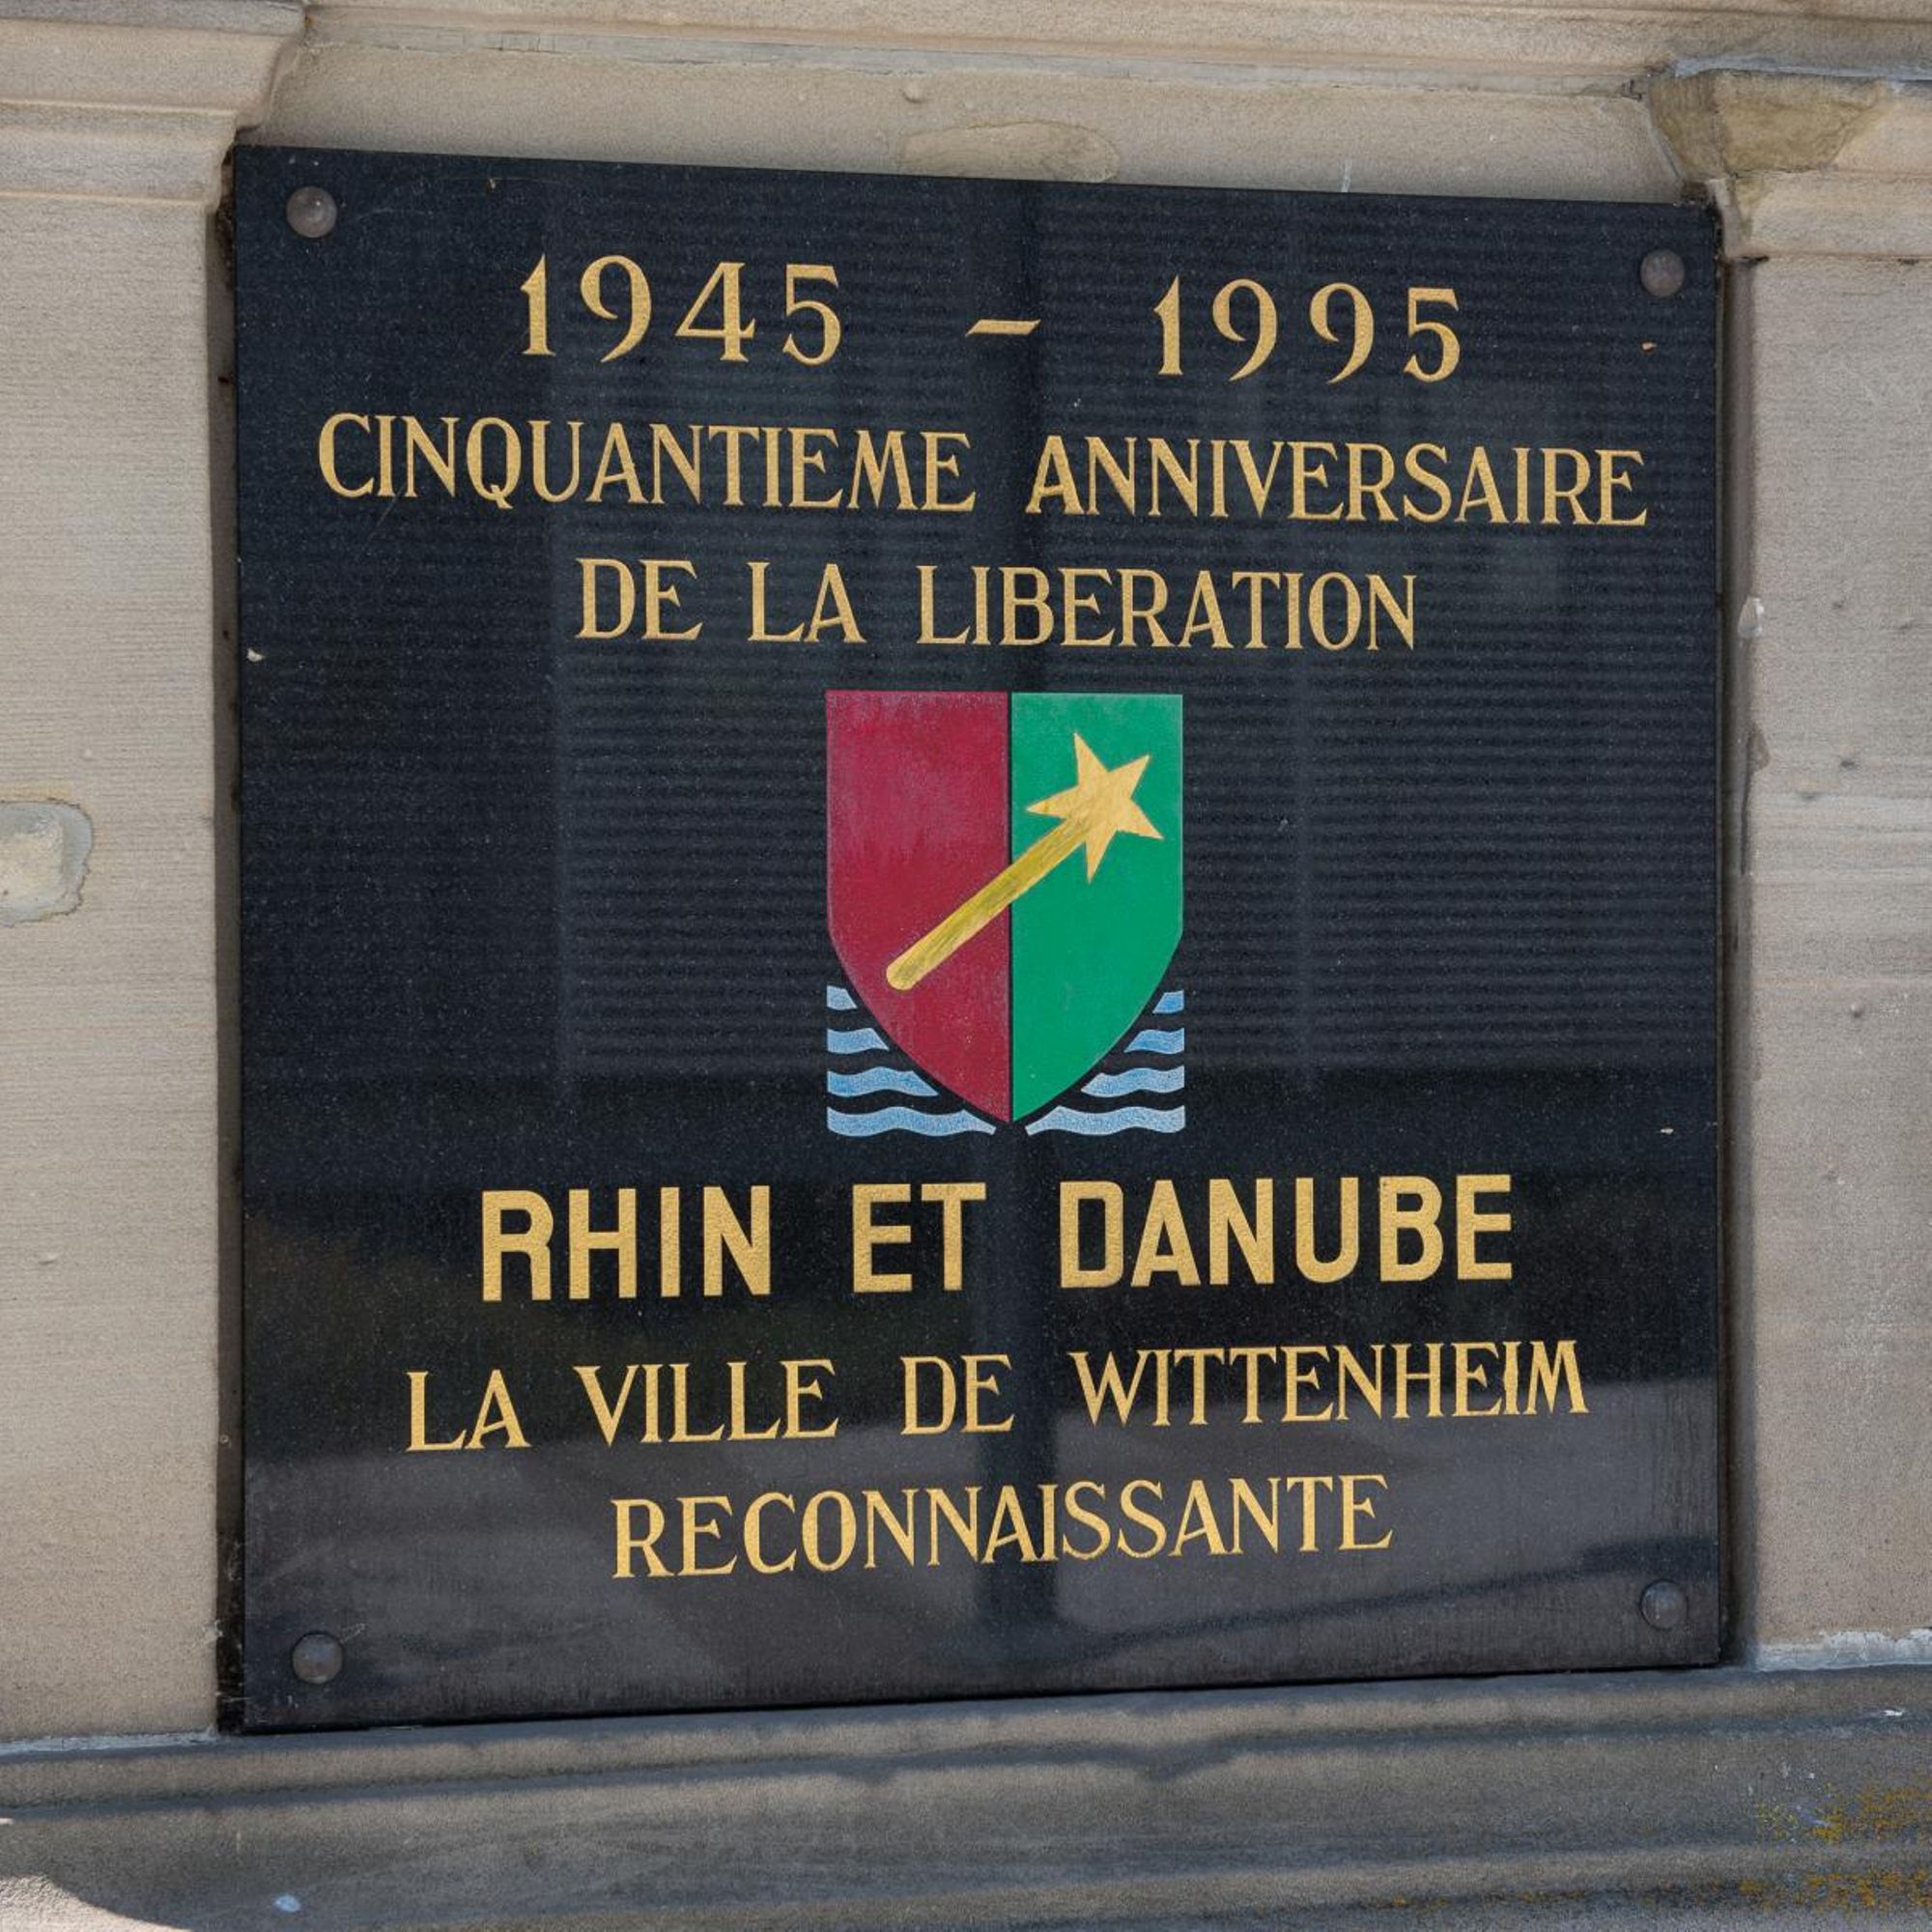 1945 - 1995
CINQUANTIEME ANNIVERSAIRE
DE LA LIBERATION
RHIN ET DANUBE
LA VILLE DE WITTENHEIM
RECONNAISSANTE